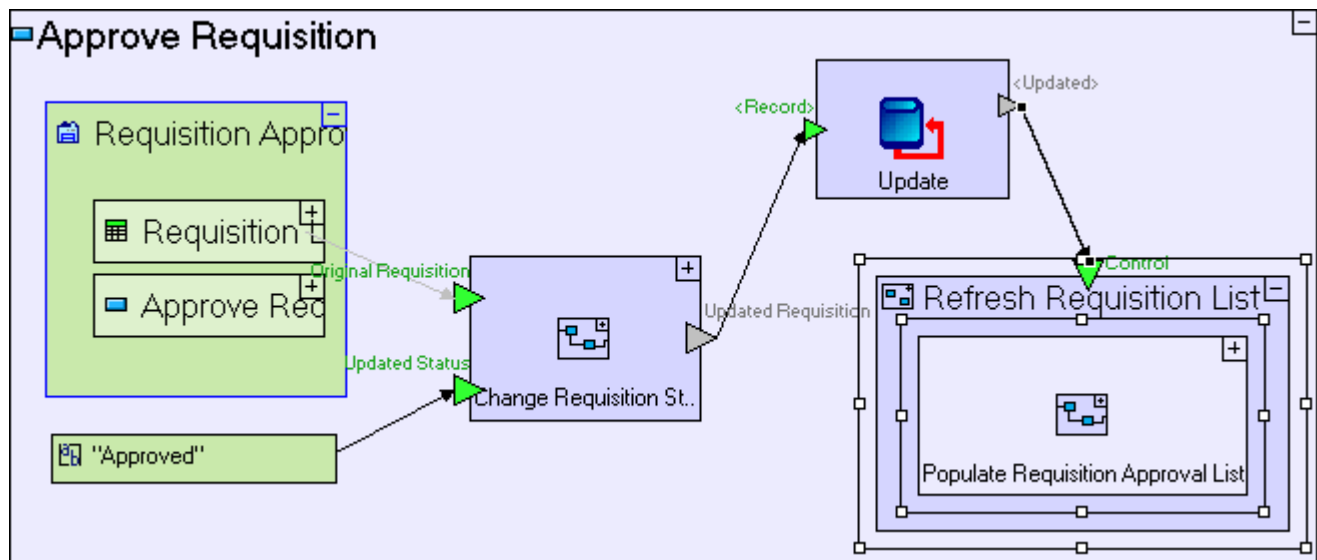 Approve Requisition
<Updated>
<Record>
Requisition Appro
Update
Requisition L
Original Requisition
Control
Approve Rec
Refresh Requisition List
Updated Requisition
Updated Status
Change Requisition St..
"Approved"
Populate Requisition Approval List